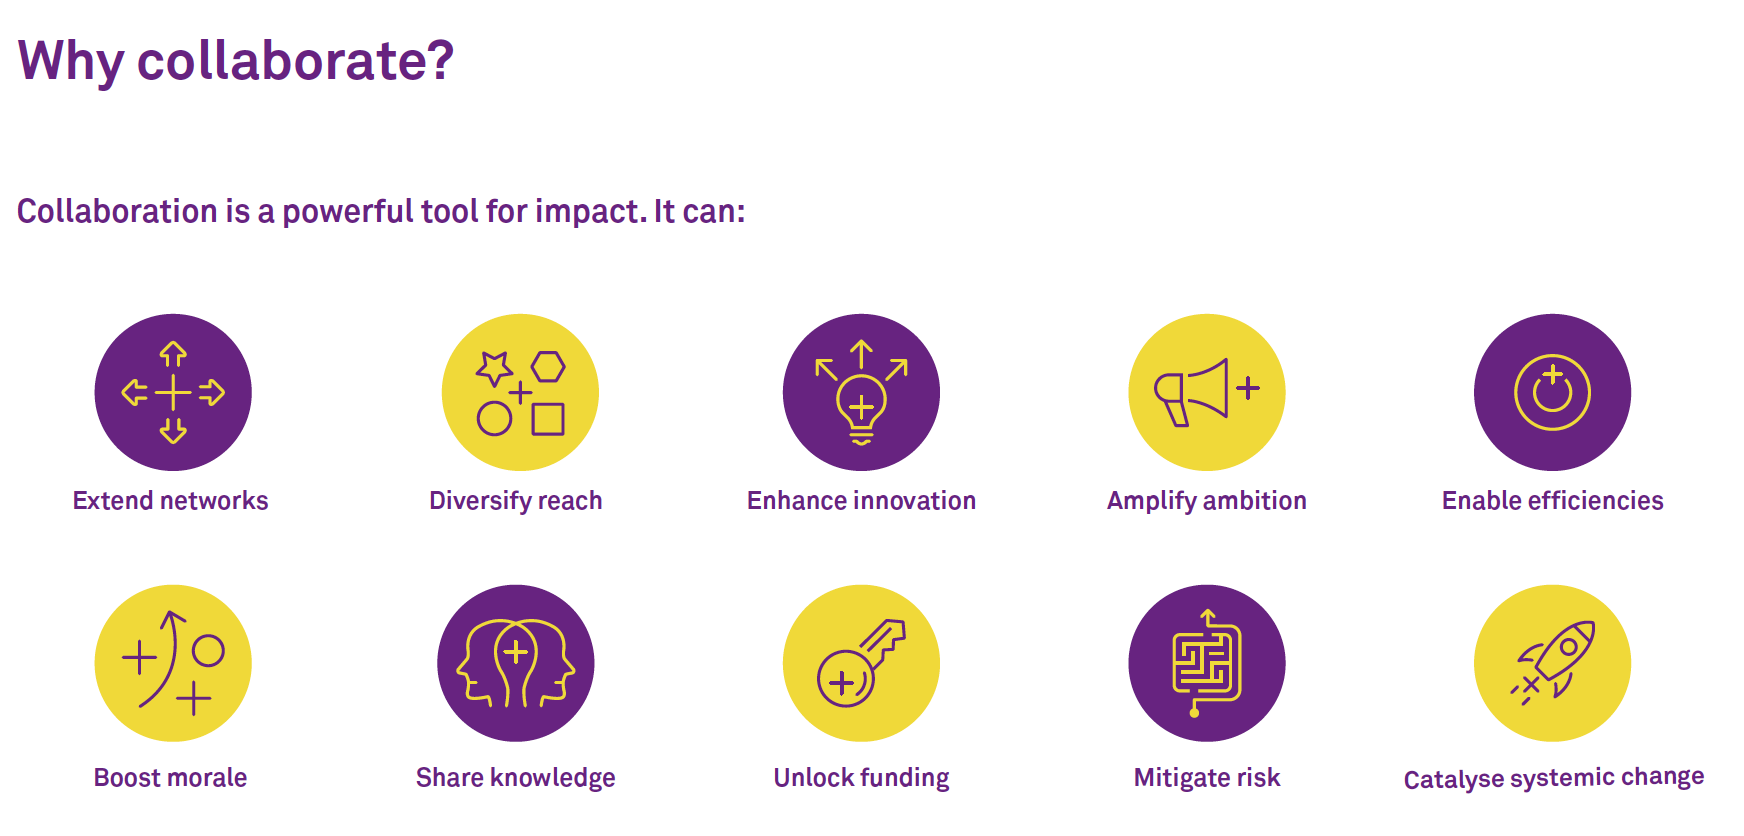 Why collaborate?
Collaboration is a powerful tool for impact. It can:
Extend networks
Diversify reach
Enhance innovation
Amplify ambition
Enable efficiencies
Boost morale
Share knowledge
Unlock funding
Mitigate risk
Catalyse systemic change